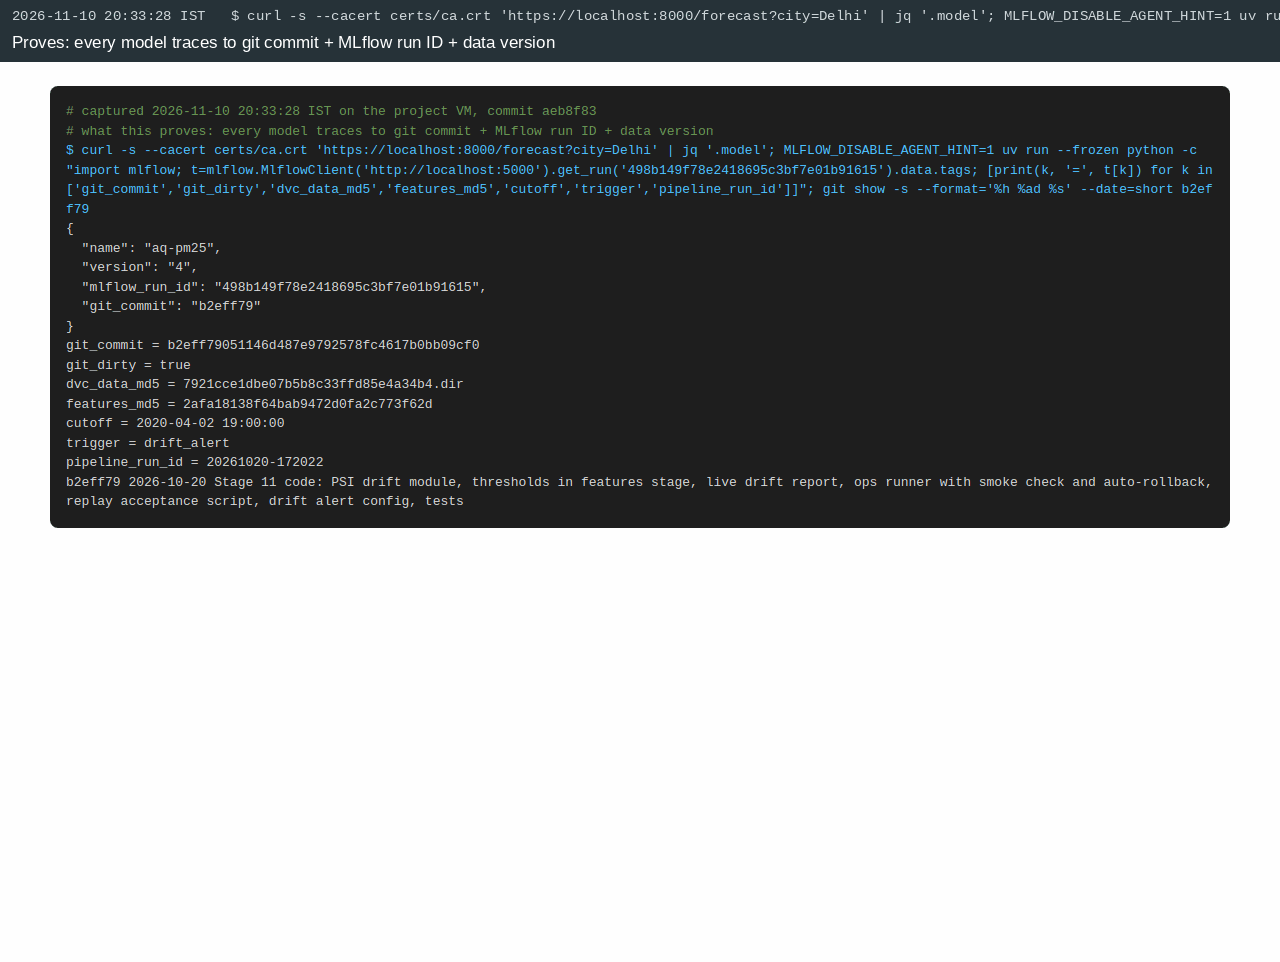 2026-11-10 20:33:28 IST $ curl -s --cacert certs/ca.crt 'https://localhost:8000/forecast?city=Delhi' | jq '.model'; MLFLOW_DISABLE_AGENT_HINT=1 uv ru
Proves: every model traces to git commit + MLflow run ID + data version
# captured 2026-11-10 20:33:28 IST on the project VM, commit aeb8f83
# what this proves: every model traces to git commit + MLflow run ID + data version
$ curl -s --cacert certs/ca.crt 'https://localhost:8000/forecast?city=Delhi' | jq '.model'; MLFLOW_DISABLE_AGENT_HINT=1 uv run --frozen python -c
"import mlflow; t=mlflow.MlflowClient('http://localhost:5000').get_run('498b149f78e2418695c3bf7e01b91615').data.tags; [print(k, '=', t[k]) for k in
['git_commit','git_dirty','dvc_data_md5','features_md5','cutoff','trigger','pipeline_run_id']]"; git show -s --format='%h %ad %s' --date=short b2ef
f79
{
  "name": "aq-pm25",
  "version": "4",
  "mlflow_run_id": "498b149f78e2418695c3bf7e01b91615",
  "git_commit": "b2eff79"
}
git_commit = b2eff79051146d487e9792578fc4617b0bb09cf0
git_dirty = true
dvc_data_md5 = 7921cce1dbe07b5b8c33ffd85e4a34b4.dir
features_md5 = 2afa18138f64bab9472d0fa2c773f62d
cutoff = 2020-04-02 19:00:00
trigger = drift_alert
pipeline_run_id = 20261020-172022
b2eff79 2026-10-20 Stage 11 code: PSI drift module, thresholds in features stage, live drift report, ops runner with smoke check and auto-rollback,
replay acceptance script, drift alert config, tests